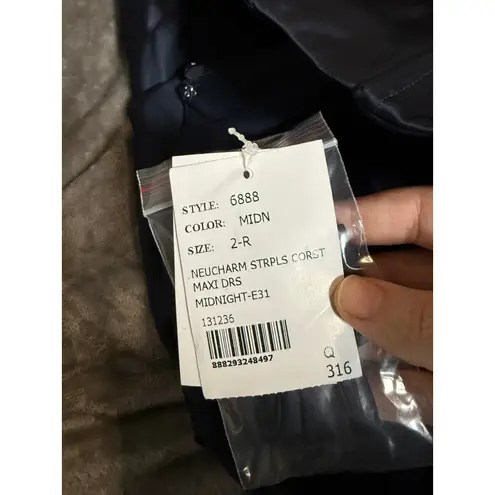 STYLE: 6888
COLOR: MIDN
SIZE: 2-R
NEUCHARM STRPLS CORST
MAXI DRS
MIDNIGHT-E31
131236
888293248497
Q
316